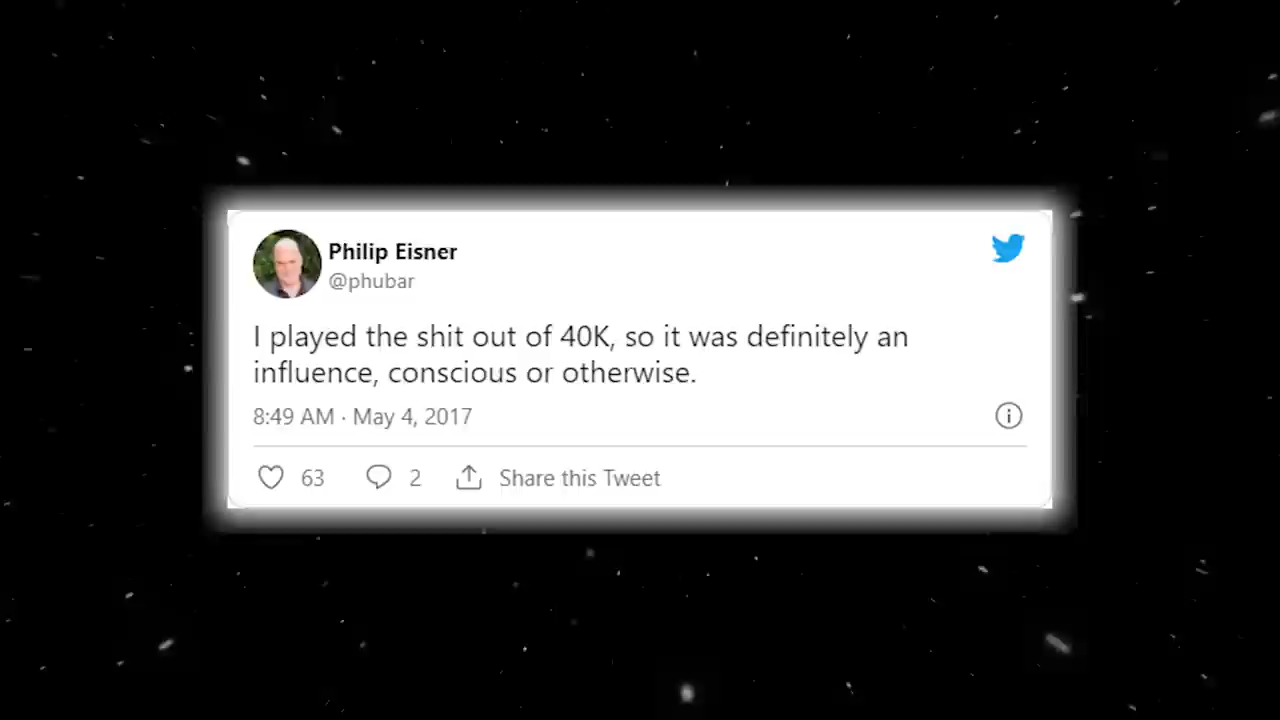 Philip Eisner
@phubar
I played the shit out of 40K, so it was definitely an
influence, conscious or otherwise.
8:49 AM · May 4, 2017
63 2 Share this Tweet